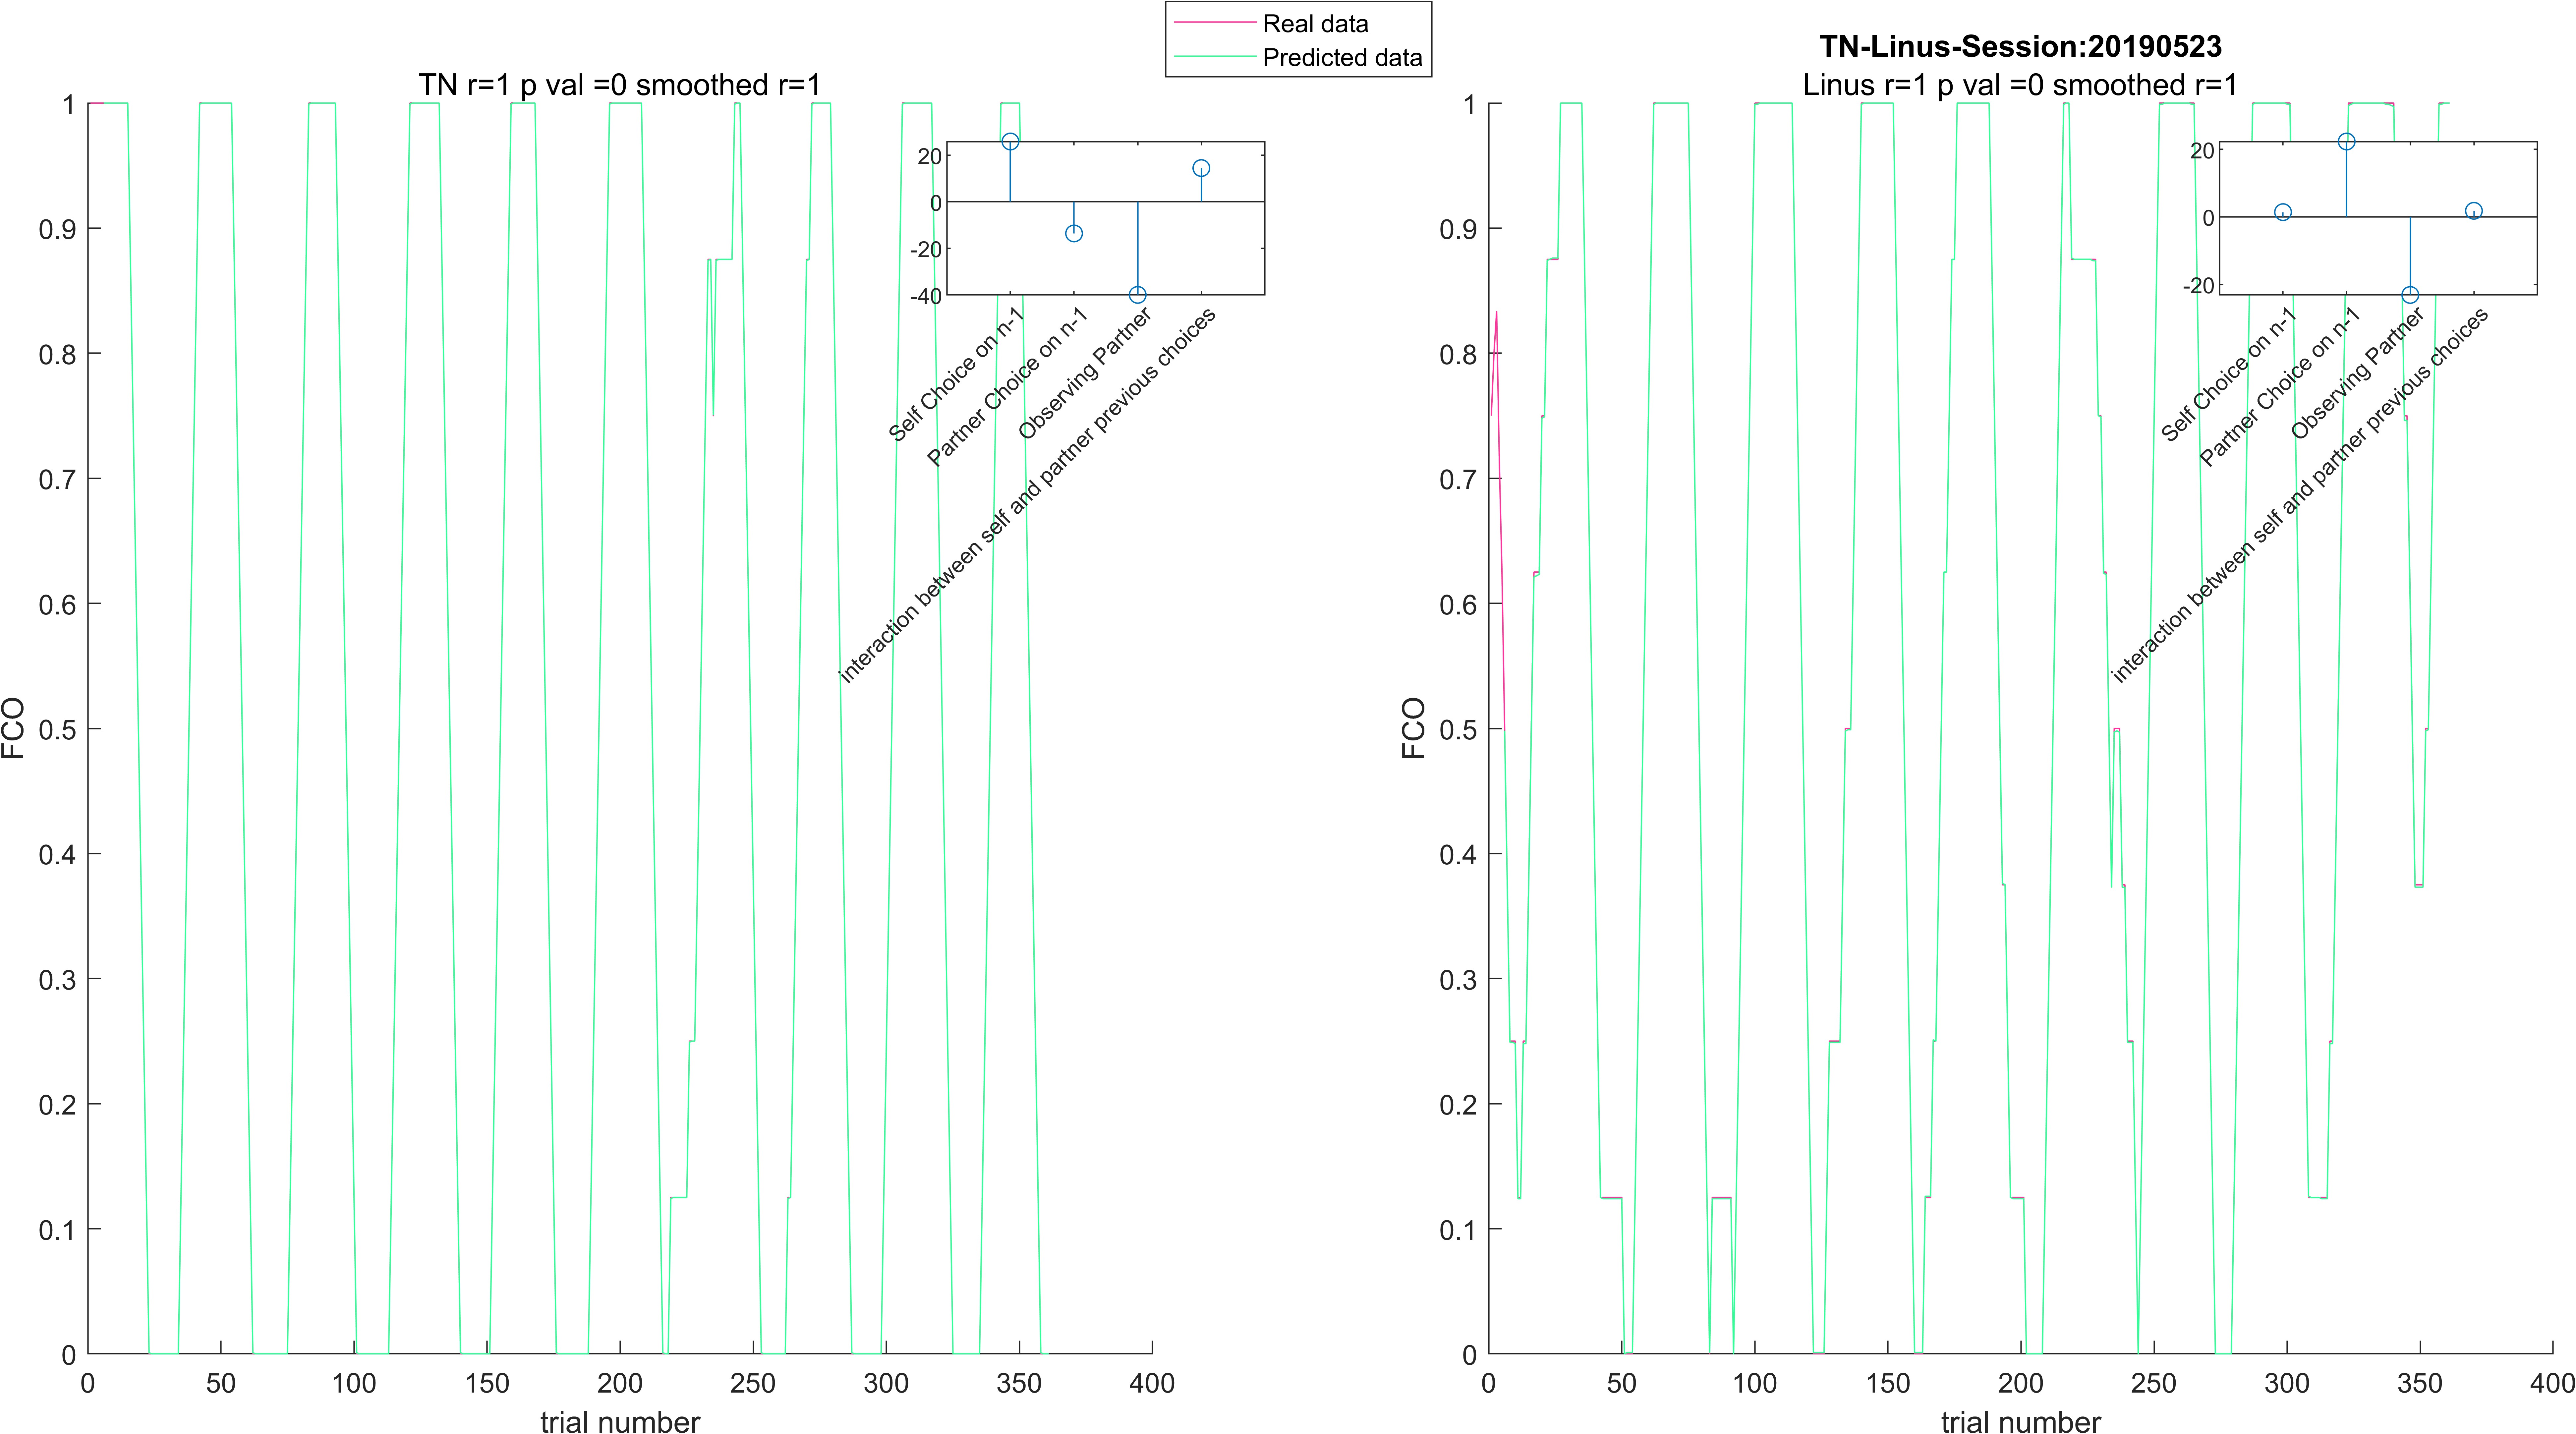 Real data
Predicted data
TN r=1 p val =0 smoothed r=1
FCO
1
0.9
0.8
0.7
0.6
0.5
0.4
0.3
0.2
0.1
0
0
50
100
150
200
250
300
350
400
trial number
20
0
-20
-40
Self Choice on n-1
Partner Choice on n-1
Observing Partner
interaction between self and partner previous choices
TN-Linus-Session:20190523
Linus r=1 p val =0 smoothed r=1
FCO
1
0.9
0.8
0.7
0.6
0.5
0.4
0.3
0.2
0.1
0
0
50
100
150
200
250
300
350
400
trial number
20
0
-20
Self Choice on n-1
Partner Choice on n-1
Observing Partner
interaction between self and partner previous choices